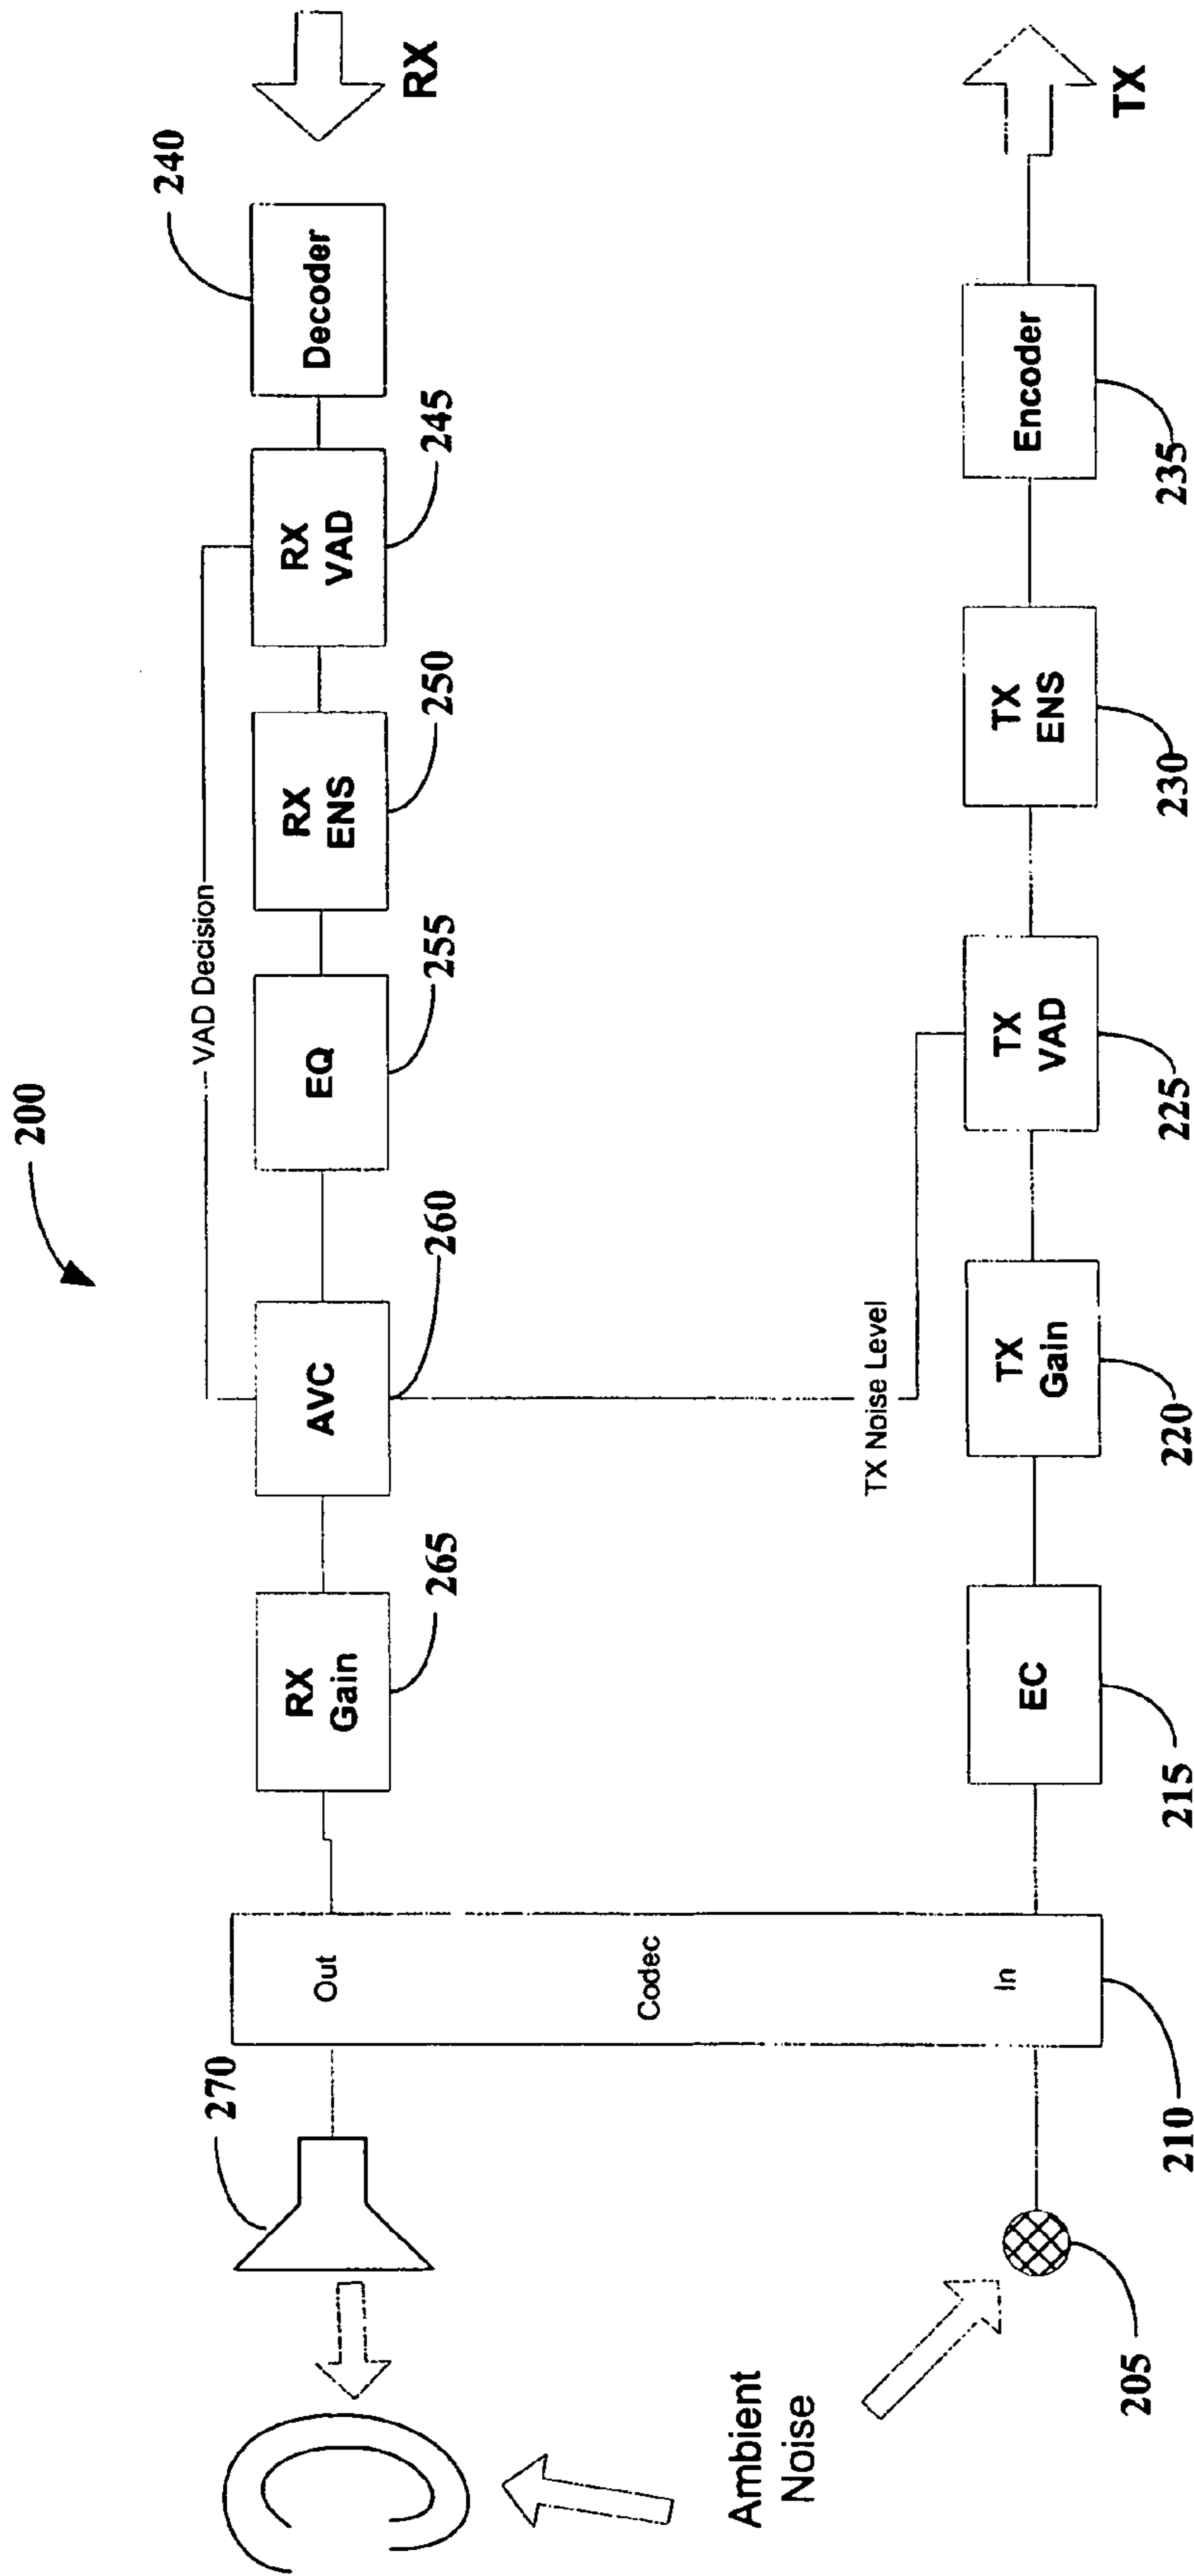 200
RX
240
Decoder
245
RX
VAD
250
RX
ENS
255
EQ
260
AVC
265
RX
Gain
VAD Decision
TX Noise Level
270
Out
Codec
In
210
Ambient
Noise
205
215
EC
220
TX
Gain
225
TX
VAD
230
TX
ENS
235
Encoder
TX